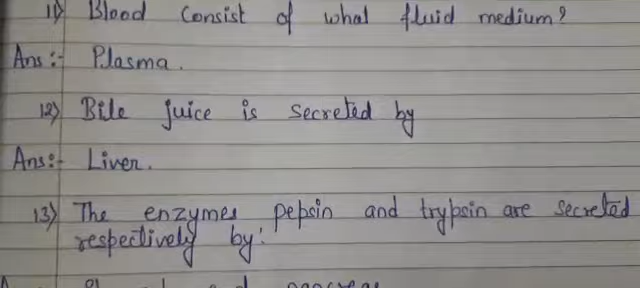 11) Blood consist of what fluid medium?
Ans:- Plasma.
12) Bile juice is secreted by
Ans:- Liver.
13) The enzymes pepsin and trypsin are secreted
respectively by:
pancreas